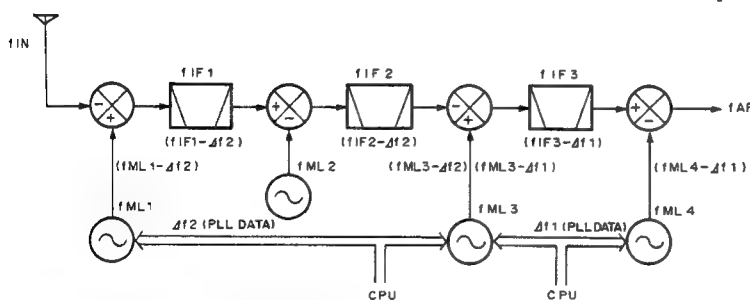 fIN
fIF1
fIF2
fIF3
- + + - - + + -
fAF
(fIF1-Δf2)
(fIF2-Δf2)
(fIF3-Δf1)
(fML1-Δf2)
fML2
(fML3-Δf2)
(fML3-Δf1)
(fML4-Δf1)
fML1
fML3
fML4
Δf2 (PLL DATA)
Δf1 (PLL DATA)
CPU
CPU